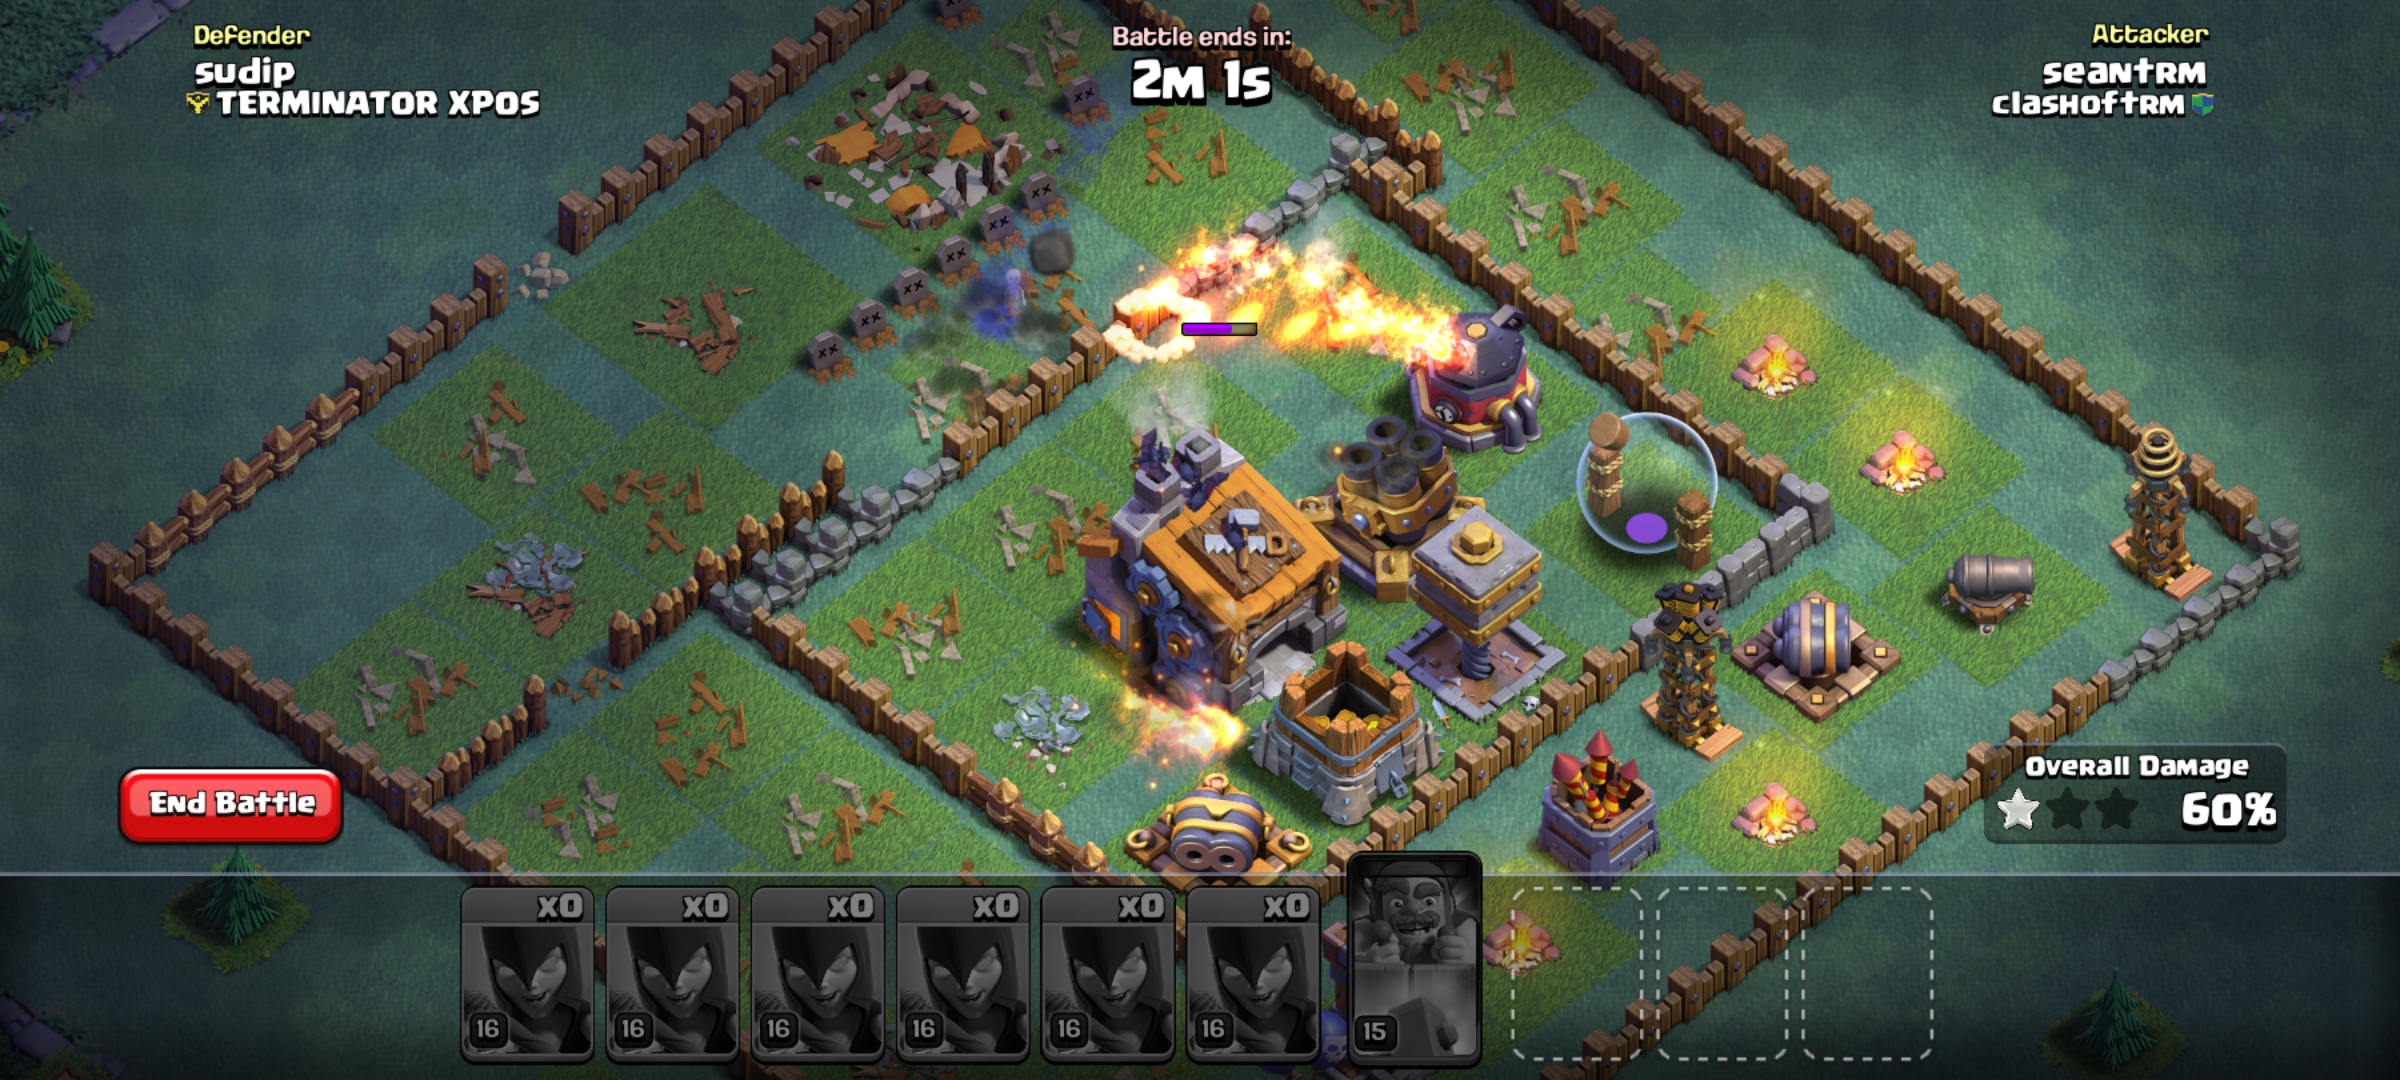 Defender
sudip
TERMINATOR XPOS
Battle ends in:
2M 1s
Attacker
seantRM
clashoftRM
Overall Damage
60%
End Battle
x0
x0
x0
x0
x0
x0
16
16
16
16
16
16
15